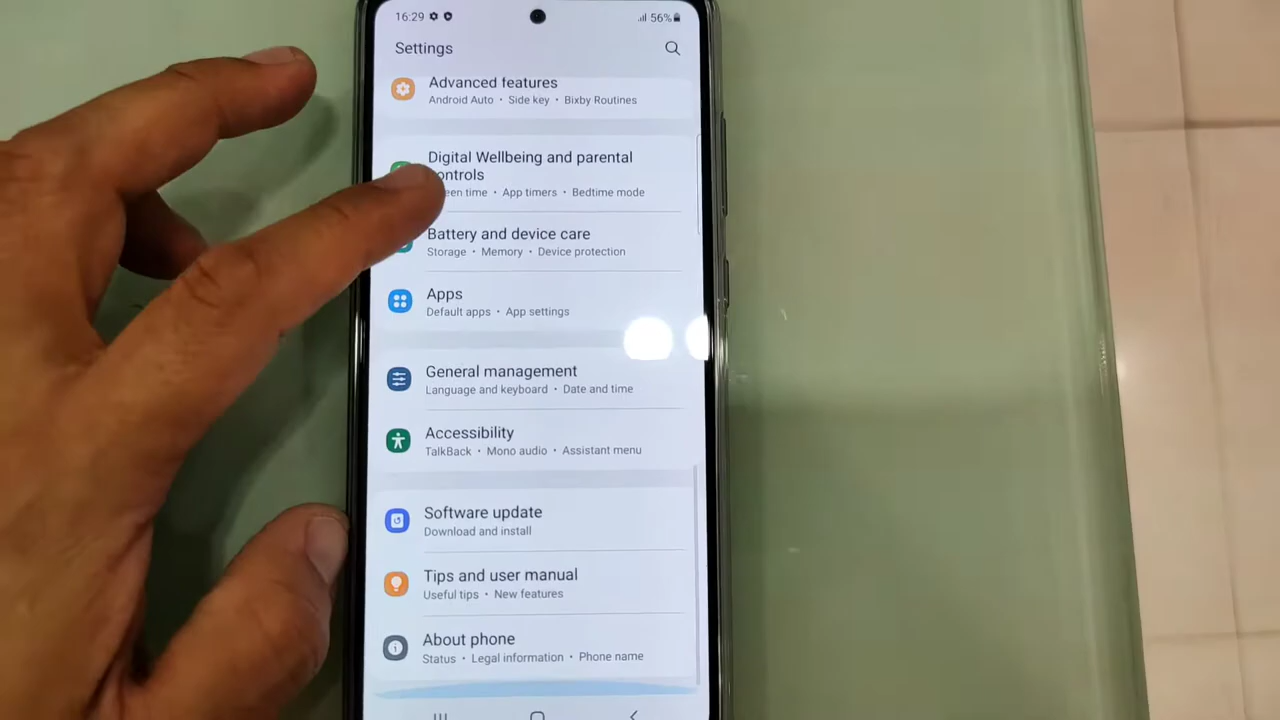 16:29 56%
Settings
Advanced features
Android Auto • Side key • Bixby Routines
Digital Wellbeing and parental
ontrols
een time • App timers • Bedtime mode
Battery and device care
Storage • Memory • Device protection
Apps
Default apps • App settings
General management
Language and keyboard • Date and time
Accessibility
TalkBack • Mono audio • Assistant menu
Software update
Download and install
Tips and user manual
Useful tips • New features
About phone
Status • Legal information • Phone name